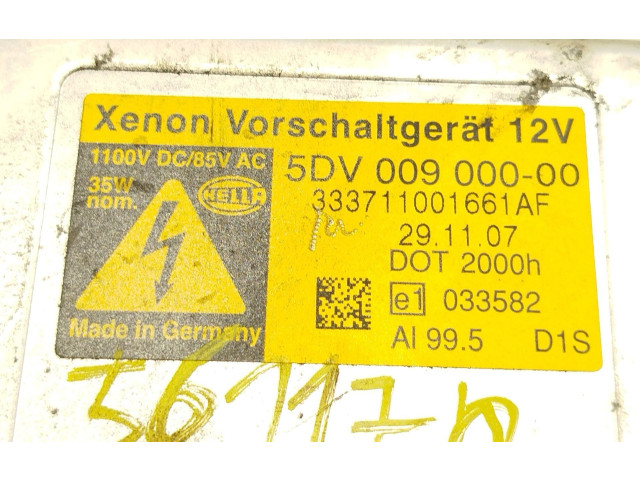 Xenon Vorschaltgerät 12V
1100V DC/85V AC
35W
nom.
HELLA
5DV 009 000-00
333711001661AF
29.11.07
DOT 2000h
e1 033582
Al 99.5 D1S
Made in Germany